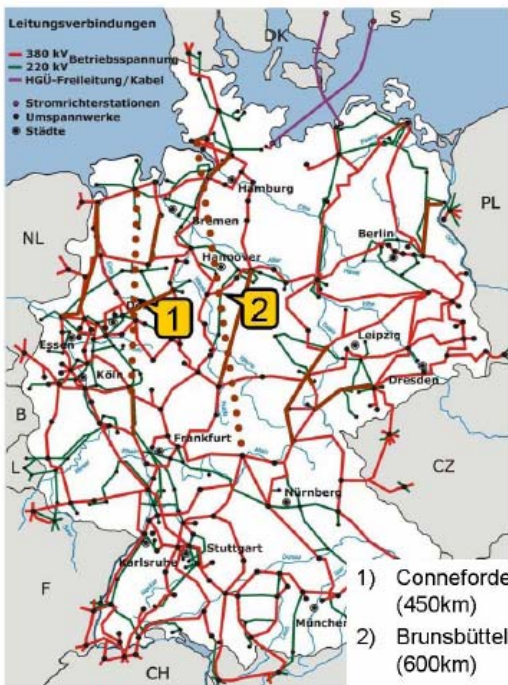 Leitungsverbindungen
380 kV Betriebsspannung
220 kV
HGÜ-Freileitung/Kabel
Stromrichterstationen
Umspannwerke
Städte
DK
S
Hamburg
Bremen
NL
PL
Berlin
Hannover
1
2
Essen
Leipzig
Köln
Dresden
B
L
Frankfurt
CZ
Nürnberg
Karlsruhe
Stuttgart
F
München
CH
1) Conneforde
(450km)
2) Brunsbüttel
(600km)